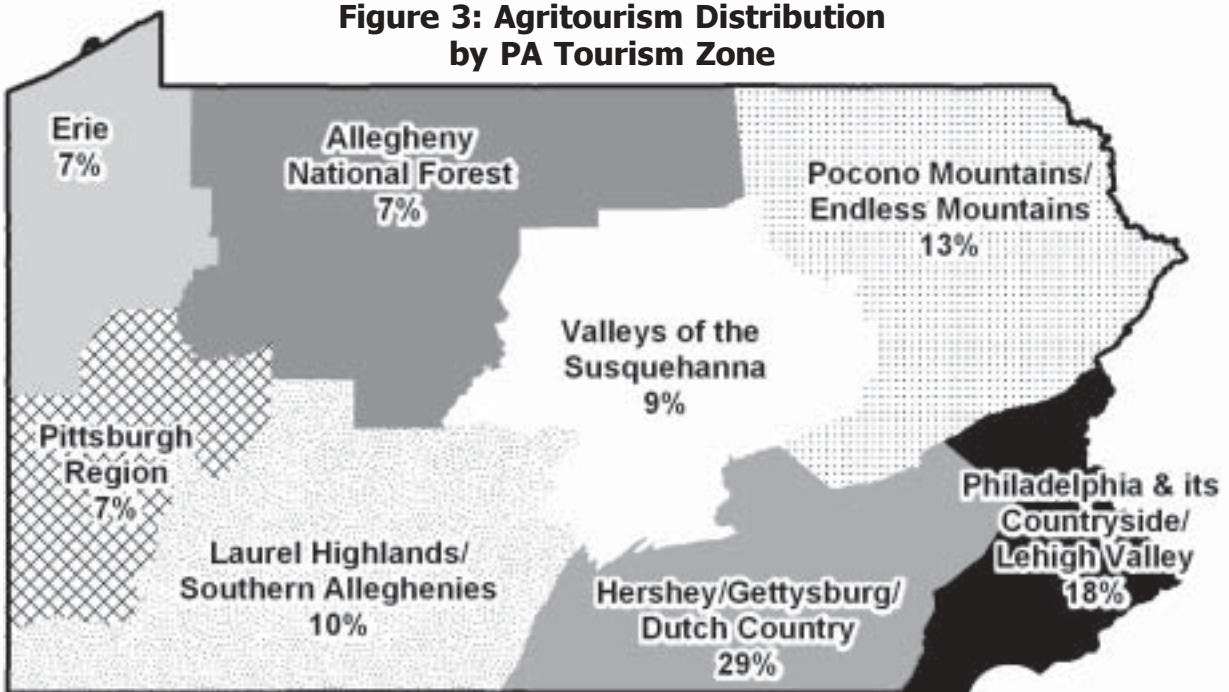 Figure 3: Agritourism Distribution
by PA Tourism Zone
Erie
7%
Allegheny
National Forest
7%
Pocono Mountains/
Endless Mountains
13%
Valleys of the
Susquehanna
9%
Pittsburgh
Region
7%
Laurel Highlands/
Southern Alleghenies
10%
Hershey/Gettysburg/
Dutch Country
29%
Philadelphia & its
Countryside/
Lehigh Valley
18%